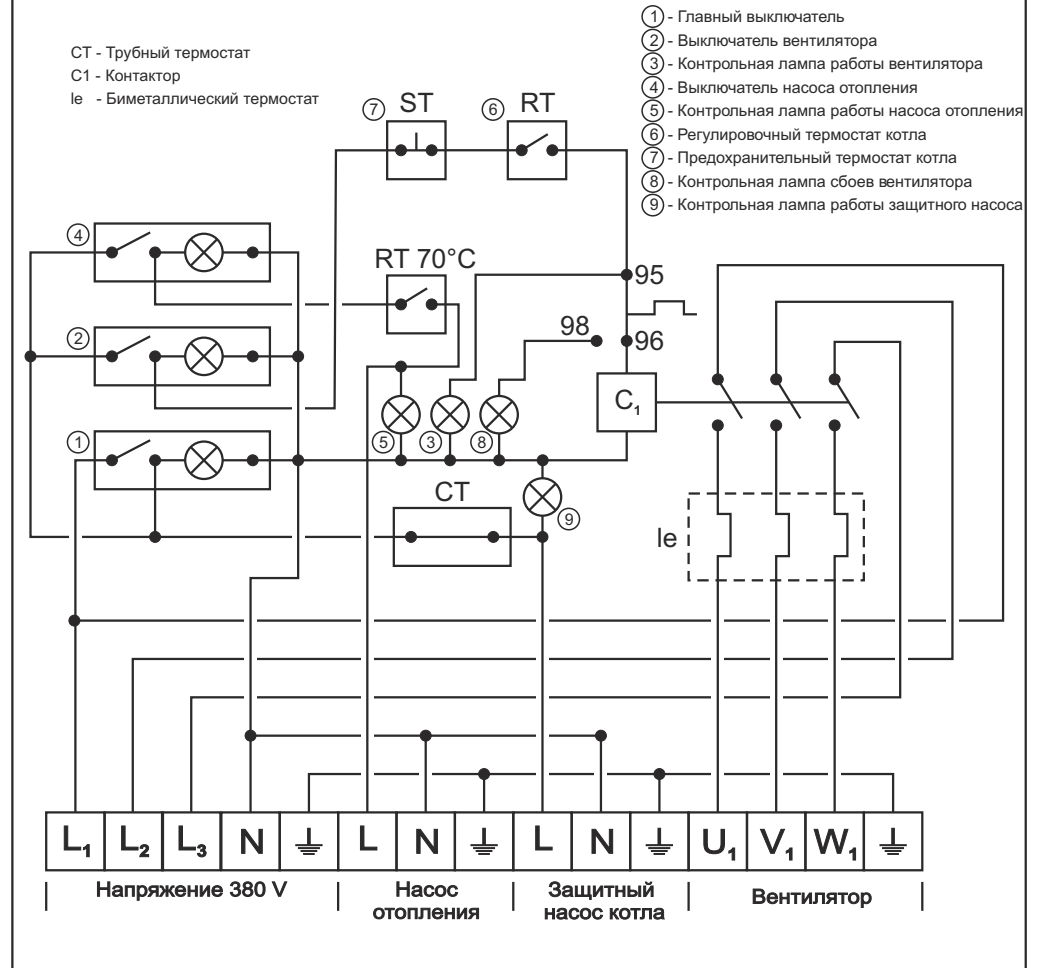 СТ - Трубный термостат
С1 - Контактор
Ie - Биметаллический термостат
1 - Главный выключатель
2 - Выключатель вентилятора
3 - Контрольная лампа работы вентилятора
4 - Выключатель насоса отопления
5 - Контрольная лампа работы насоса отопления
6 - Регулировочный термостат котла
7 - Предохранительный термостат котла
8 - Контрольная лампа сбоев вентилятора
9 - Контрольная лампа работы защитного насоса
7 ST
6 RT
4
RT 70°C
95
2
98
96
C₁
1
5
3
8
CT
9
Ie
L₁ L₂ L₃ N L N L N U₁ V₁ W₁
Напряжение 380 V
Насос
отопления
Защитный
насос котла
Вентилятор